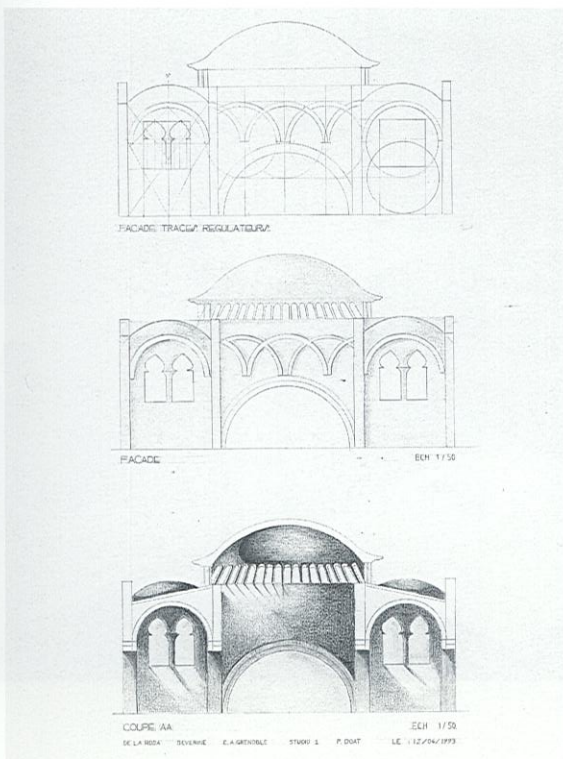 FACADE TRACES REGULATEURS
FACADE ECH 1/50
COUPE AA ECH 1/50
DE LA ROSA SEVERINE E.A.GRENOBLE STUDIO 1 P. DOAT LE : 12/04/1993